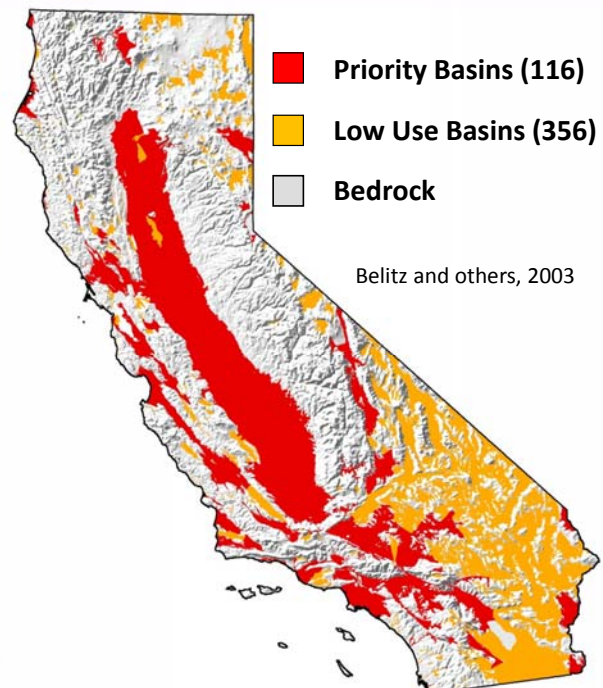 Priority Basins (116)
Low Use Basins (356)
Bedrock
Belitz and others, 2003